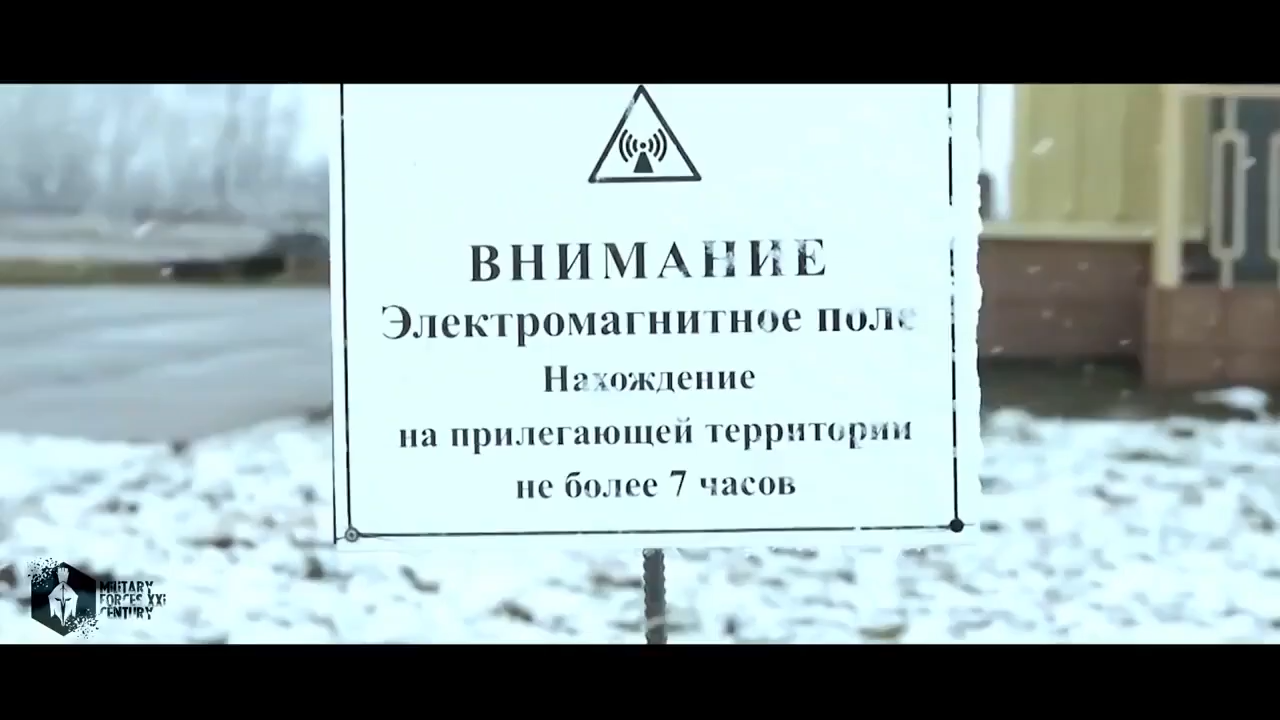 ВНИМАНИЕ
Электромагнитное поле
Нахождение
на прилегающей территории
не более 7 часов
MILITARY
FORCES XXI
CENTURY